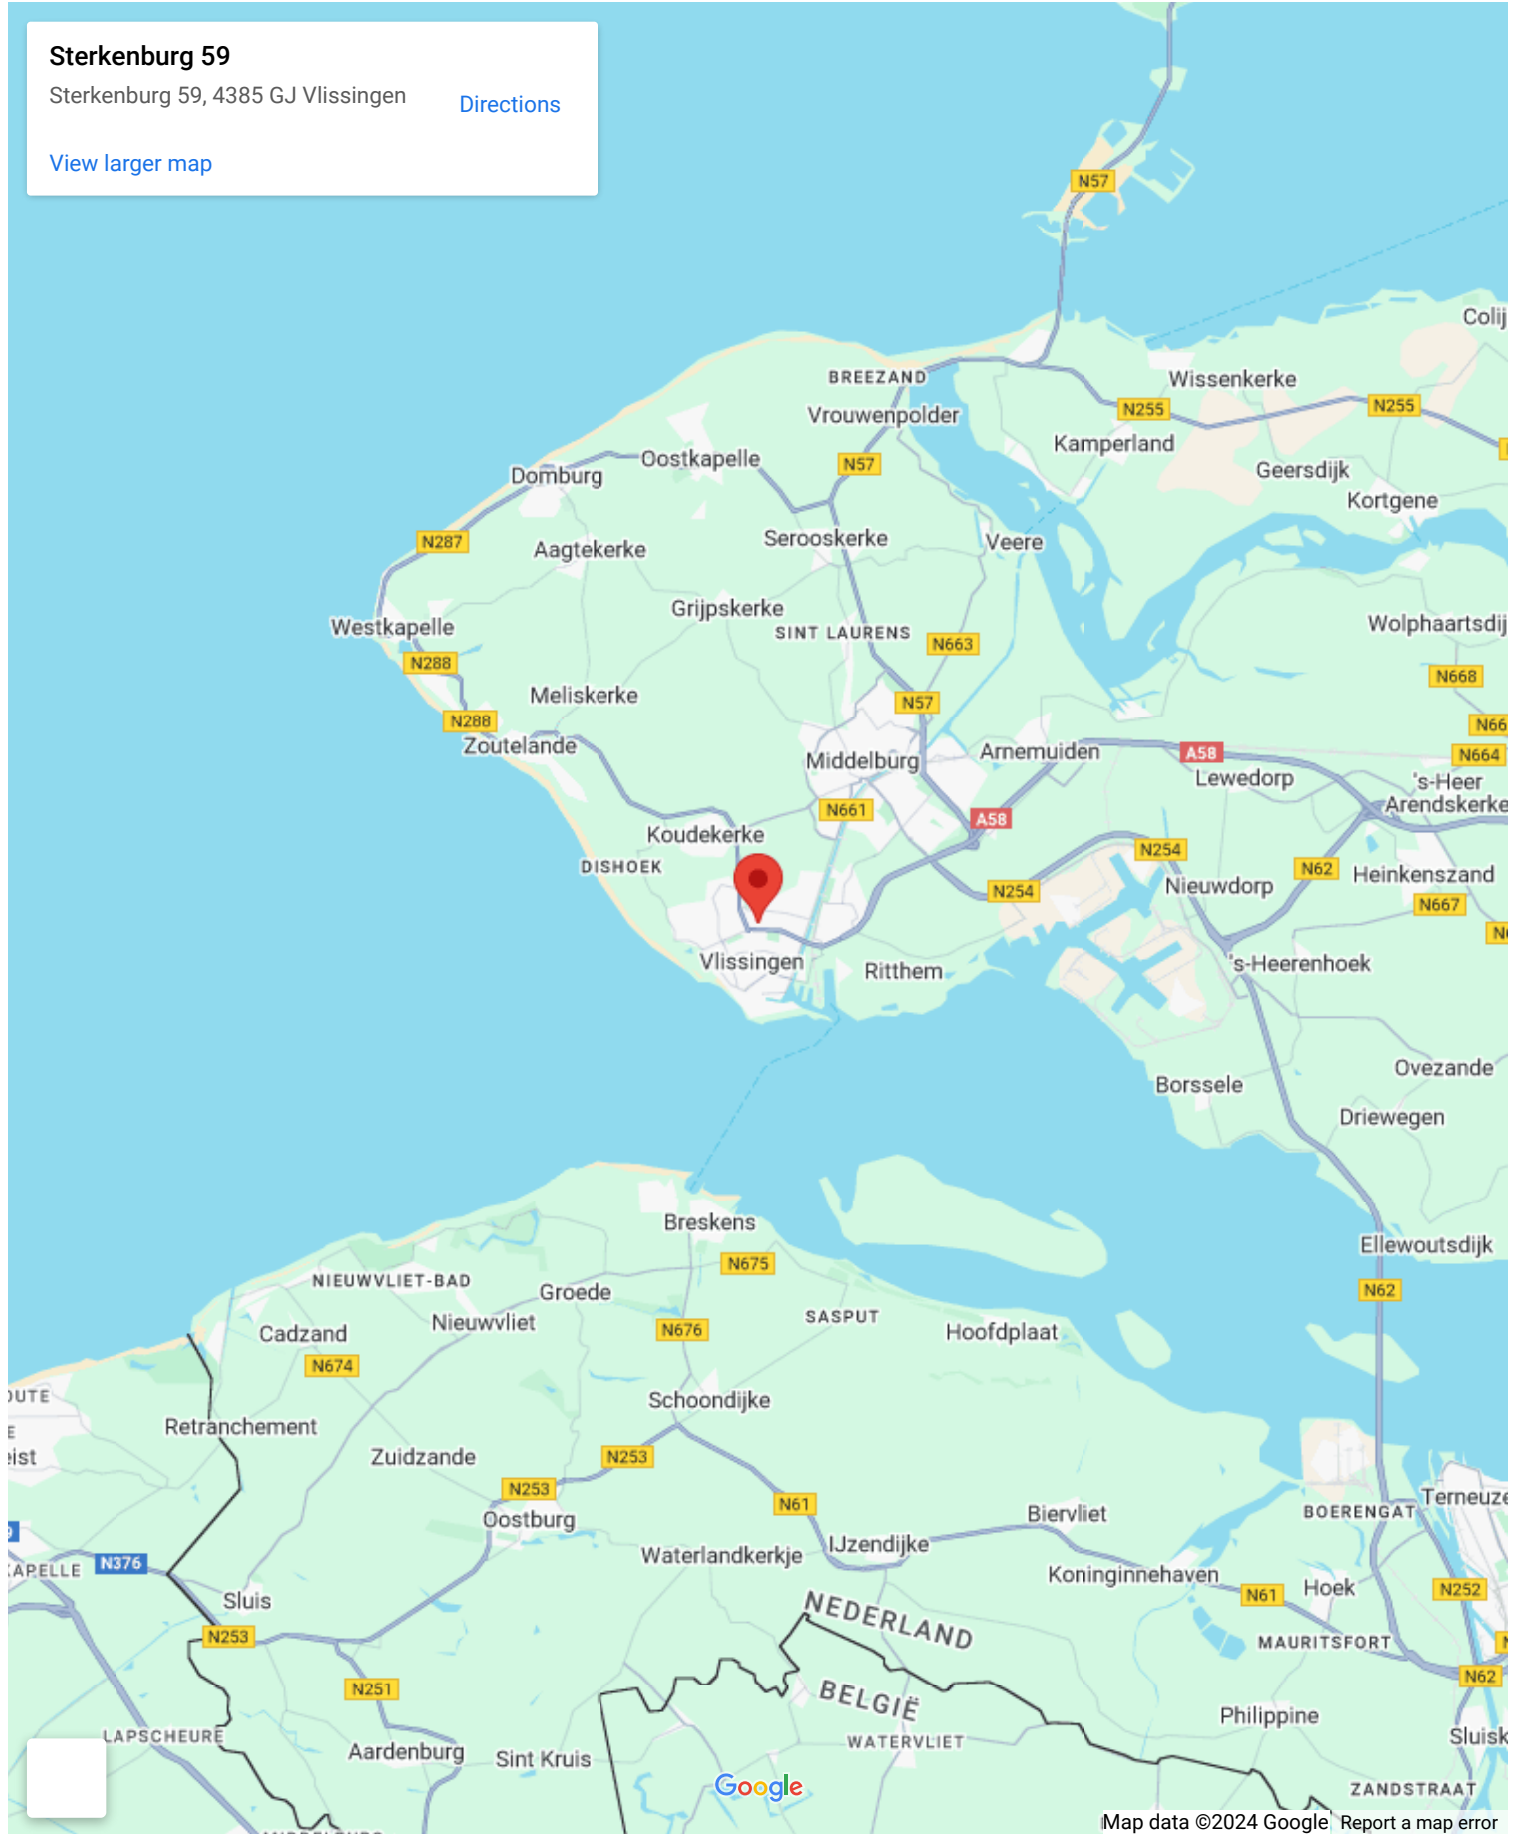 Sterkenburg 59
Sterkenburg 59, 4385 GJ Vlissingen
Directions
View larger map
N57
Colij
BREEZAND
Wissenkerke
N255
N255
Vrouwenpolder
Kamperland
Oostkapelle
N57
Geersdijk
Domburg
Kortgene
N287
Serooskerke
Veere
Aagtekerke
Grijpskerke
Westkapelle
SINT LAURENS
Wolphaartsdij
N663
N288
N668
Meliskerke
N57
N288
N66
Zoutelande
Middelburg
Arnemuiden
A58
N664
Lewedorp
's-Heer
Arendskerke
N661
A58
Koudekerke
N254
DISHOEK
N62
Heinkenszand
N254
Nieuwdorp
N667
Vlissingen
Ritthem
's-Heerenhoek
Ovezande
Borssele
Driewegen
Breskens
Ellewoutsdijk
N675
NIEUWVLIET-BAD
Groede
N62
SASPUT
Nieuwvliet
N676
Hoofdplaat
Cadzand
N674
OUTE
Schoondijke
Retranchement
eist
Zuidzande
N253
N253
N61
Terneuze
Oostburg
Biervliet
BOERENGAT
IJzendijke
Waterlandkerkje
KAPELLE
N376
Koninginnehaven
Hoek
N252
Sluis
N61
NEDERLAND
N253
MAURITSFORT
N62
N251
BELGIË
Philippine
LAPSCHEURE
WATERVLIET
Sluisk
Aardenburg
Sint Kruis
Google
ZANDSTRAAT
Map data ©2024 Google
Report a map error